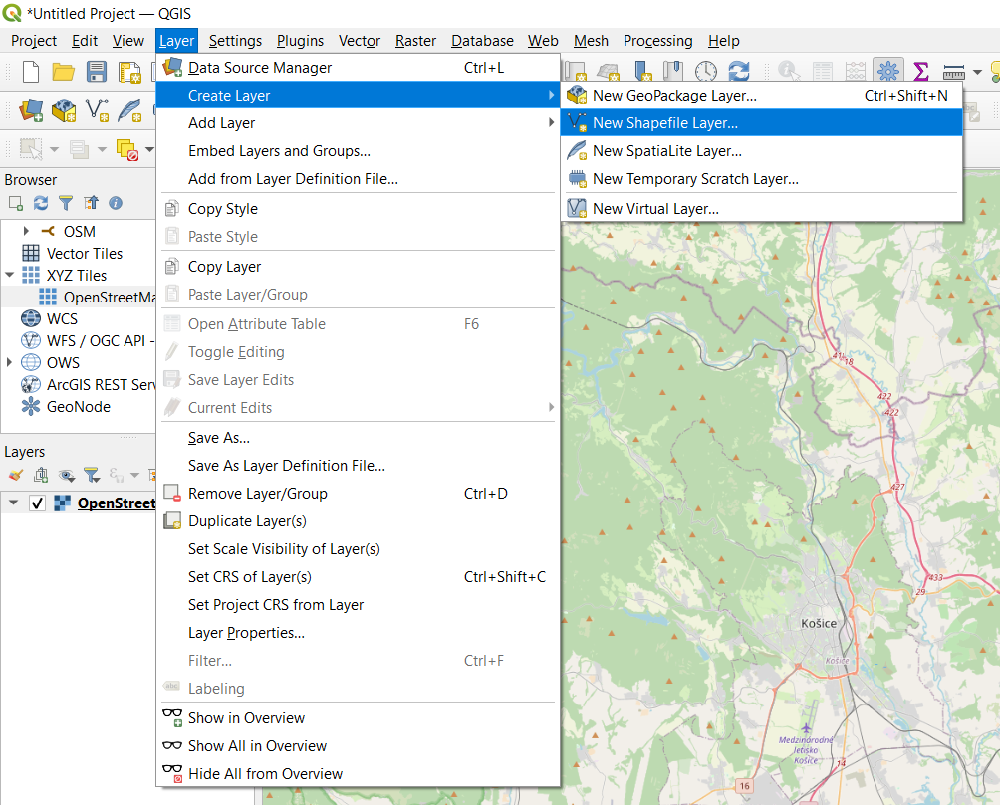 *Untitled Project — QGIS
Project Edit View Layer Settings Plugins Vector Raster Database Web Mesh Processing Help
Data Source Manager Ctrl+L
Create Layer
Add Layer
Embed Layers and Groups...
Add from Layer Definition File...
Copy Style
Paste Style
Copy Layer
Paste Layer/Group
Open Attribute Table F6
Toggle Editing
Save Layer Edits
Current Edits
Save As...
Save As Layer Definition File...
Remove Layer/Group Ctrl+D
Duplicate Layer(s)
Set Scale Visibility of Layer(s)
Set CRS of Layer(s) Ctrl+Shift+C
Set Project CRS from Layer
Layer Properties...
Filter... Ctrl+F
abc Labeling
Show in Overview
Show All in Overview
Hide All from Overview
New GeoPackage Layer... Ctrl+Shift+N
New Shapefile Layer...
New SpatiaLite Layer...
New Temporary Scratch Layer...
New Virtual Layer...
Browser
OSM
Vector Tiles
XYZ Tiles
OpenStreetMa
WCS
WFS / OGC API -
OWS
ArcGIS REST Serv
GeoNode
Layers
OpenStreet
418
422
422
427
433
29
Košice
Košice
Medzinárodné
letisko
Košice
14
16